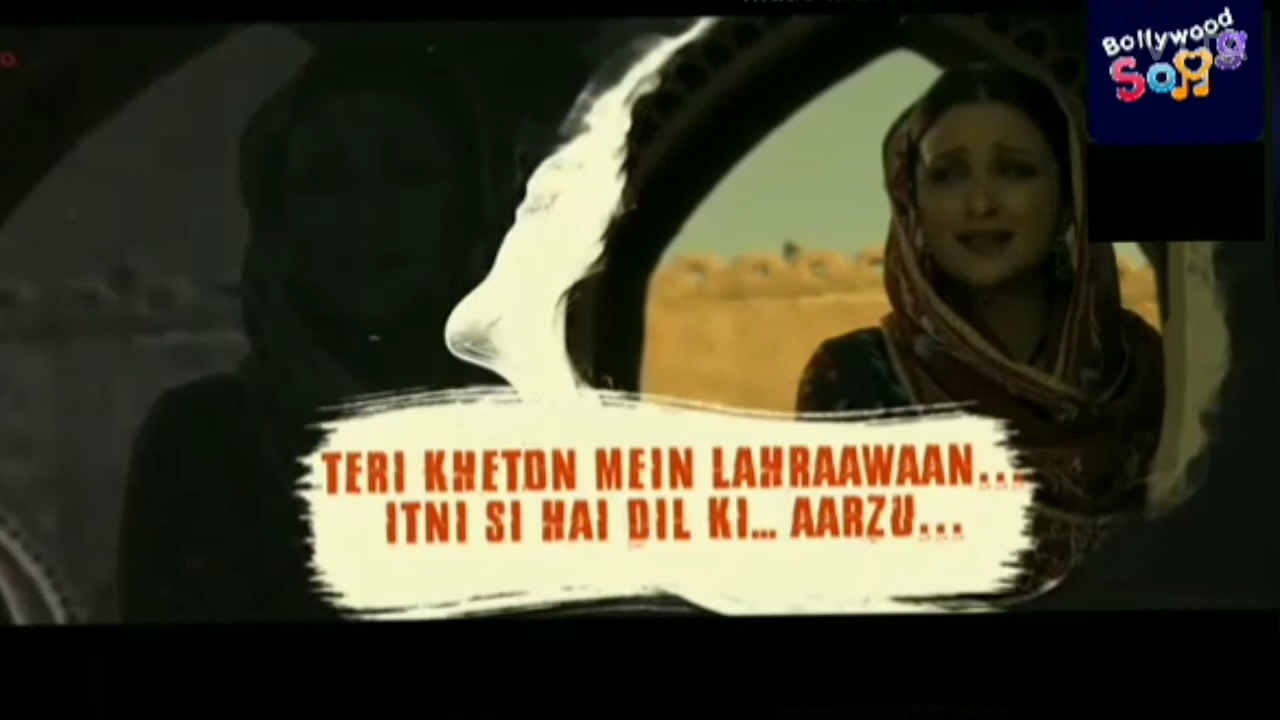 Bollywood
Song
TERI KHETON MEIN LAHRAAWAAN...
ITNI SI HAI DIL KI... AARZU...